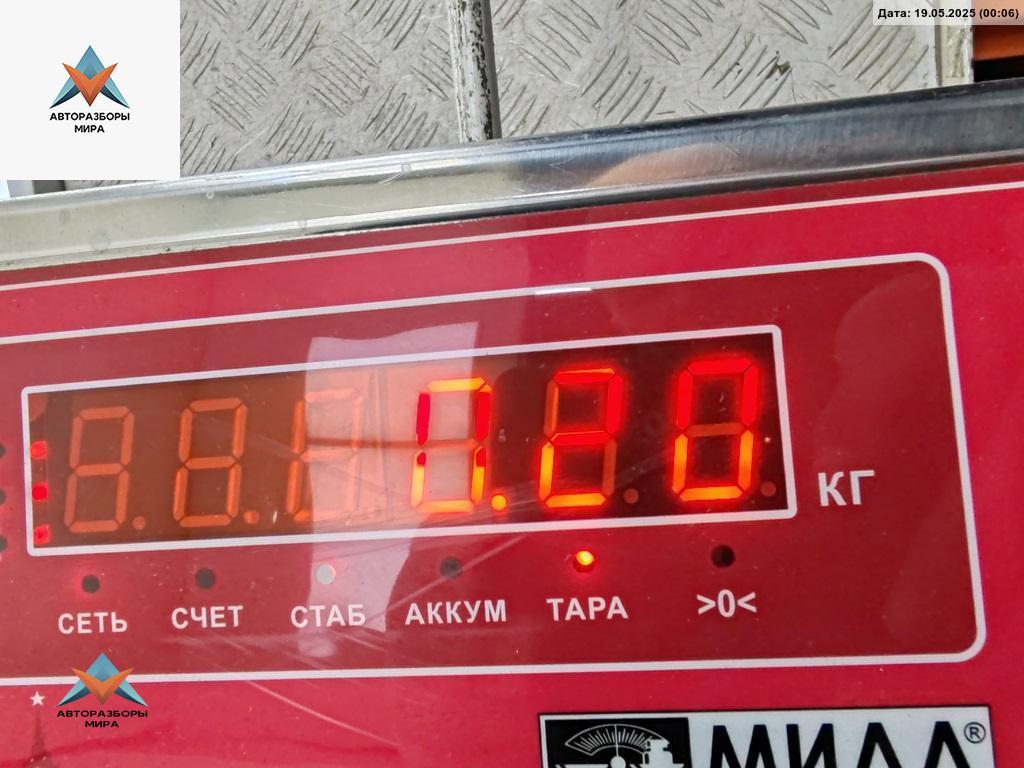 Дата: 19.05.2025 (00:06)
АВТОРАЗБОРЫ
МИРА
0.20
КГ
СЕТЬ СЧЕТ СТАБ АККУМ ТАРА >0<
АВТОРАЗБОРЫ
МИРА
МИДЛ®